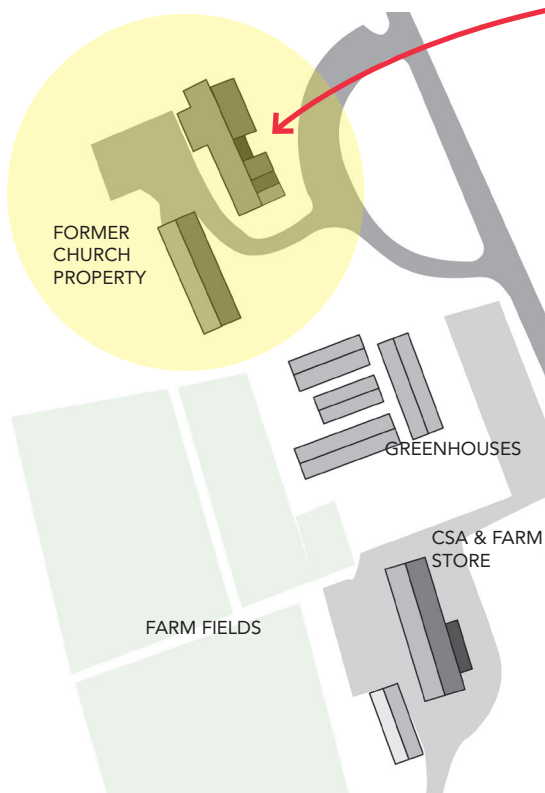 FORMER
CHURCH
PROPERTY
GREENHOUSES
CSA & FARM
STORE
FARM FIELDS